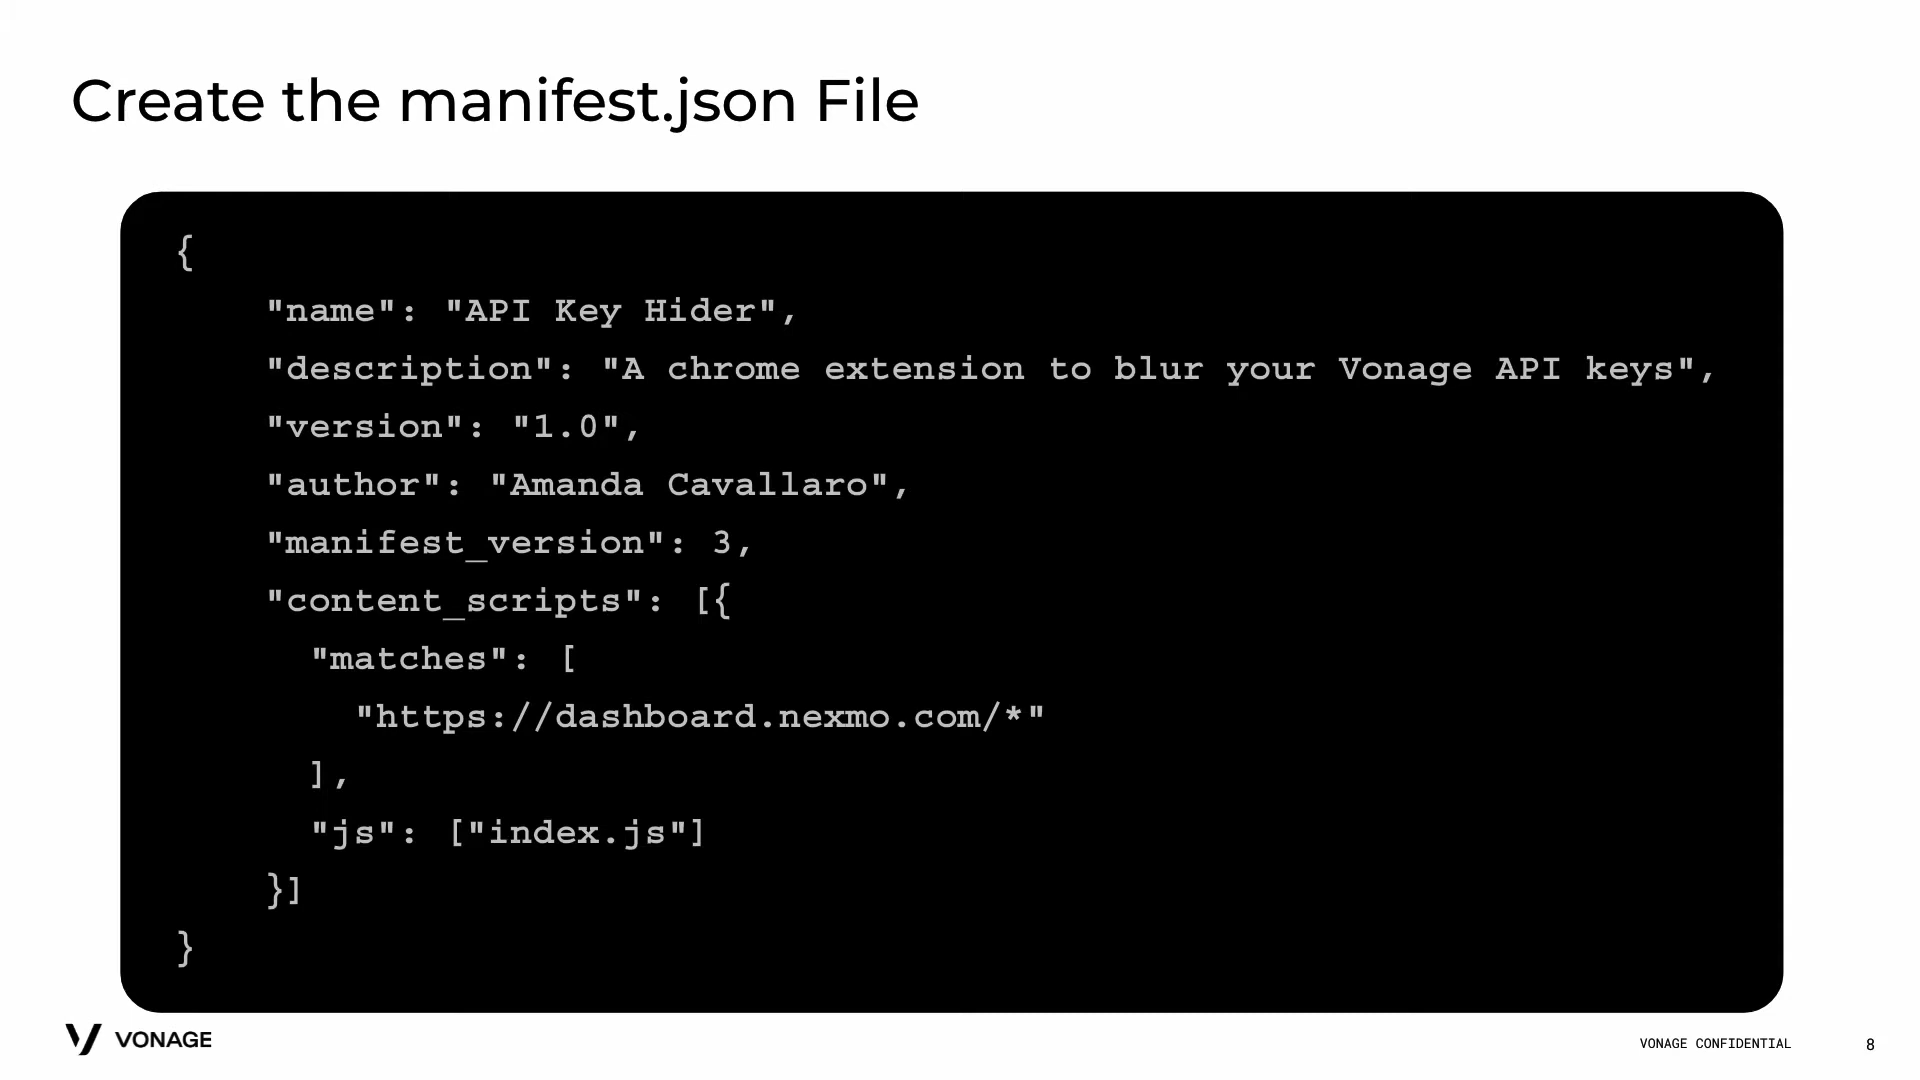 Create the manifest.json File
{
"name": "API Key Hider",
"description": "A chrome extension to blur your Vonage API keys",
"version": "1.0",
"author": "Amanda Cavallaro",
"manifest_version": 3,
"content_scripts": [{
"matches": [
"https://dashboard.nexmo.com/*"
],
"js": ["index.js"]
}]
}
VONAGE
VONAGE CONFIDENTIAL
8